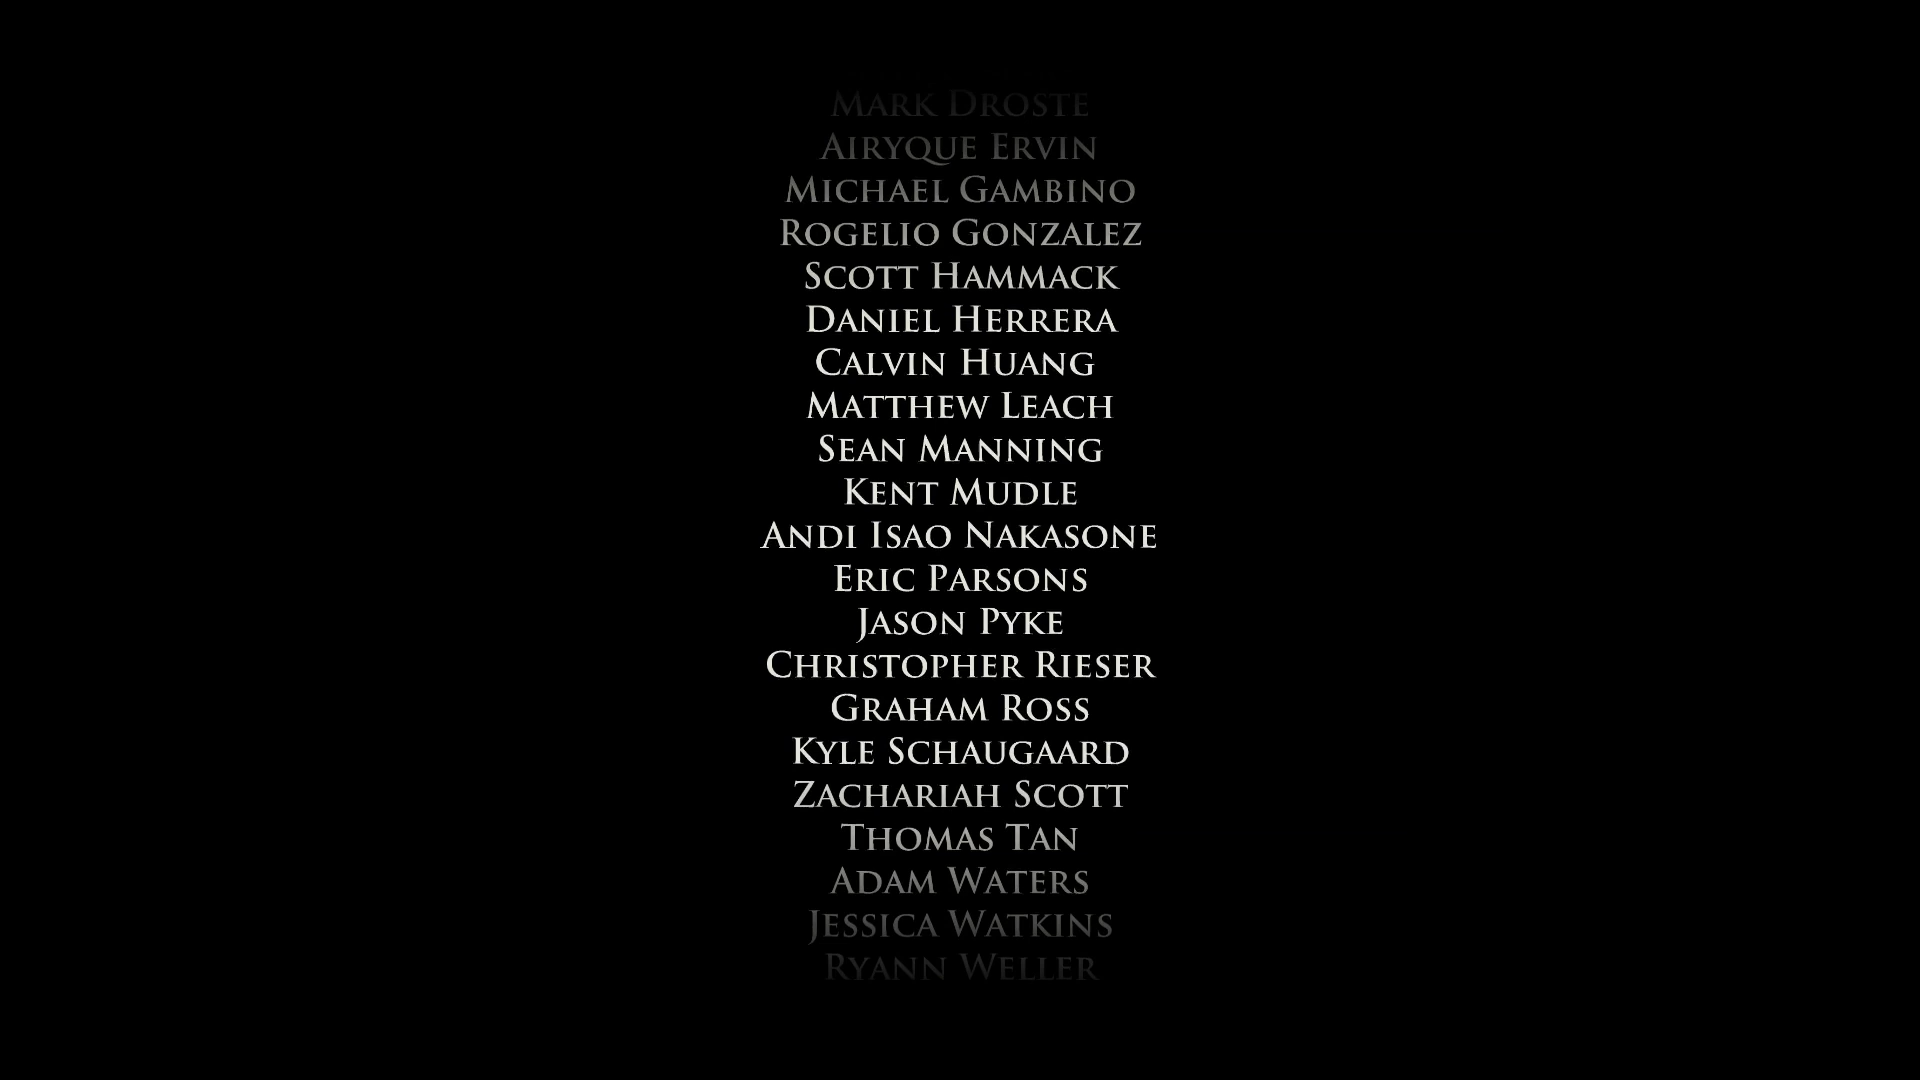 Mark Droste
Airyque Ervin
Michael Gambino
Rogelio Gonzalez
Scott Hammack
Daniel Herrera
Calvin Huang
Matthew Leach
Sean Manning
Kent Mudle
Andi Isao Nakasone
Eric Parsons
Jason Pyke
Christopher Rieser
Graham Ross
Kyle Schaugaard
Zachariah Scott
Thomas Tan
Adam Waters
Jessica Watkins
Ryann Weller